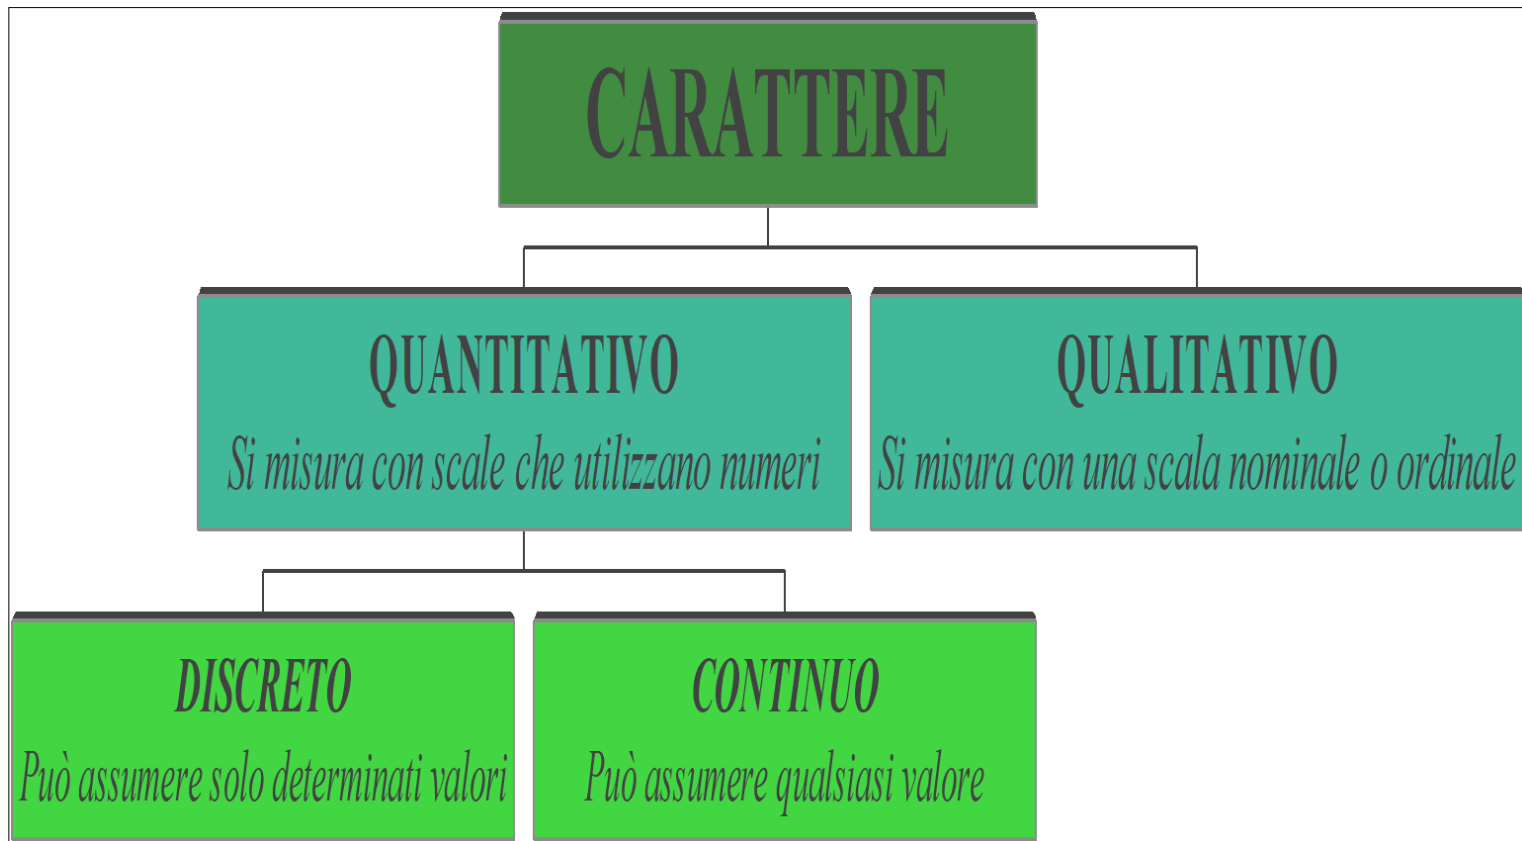 CARATTERE
QUANTITATIVO
Si misura con scale che utilizzano numeri
QUALITATIVO
Si misura con una scala nominale o ordinale
DISCRETO
Può assumere solo determinati valori
CONTINUO
Può assumere qualsiasi valore